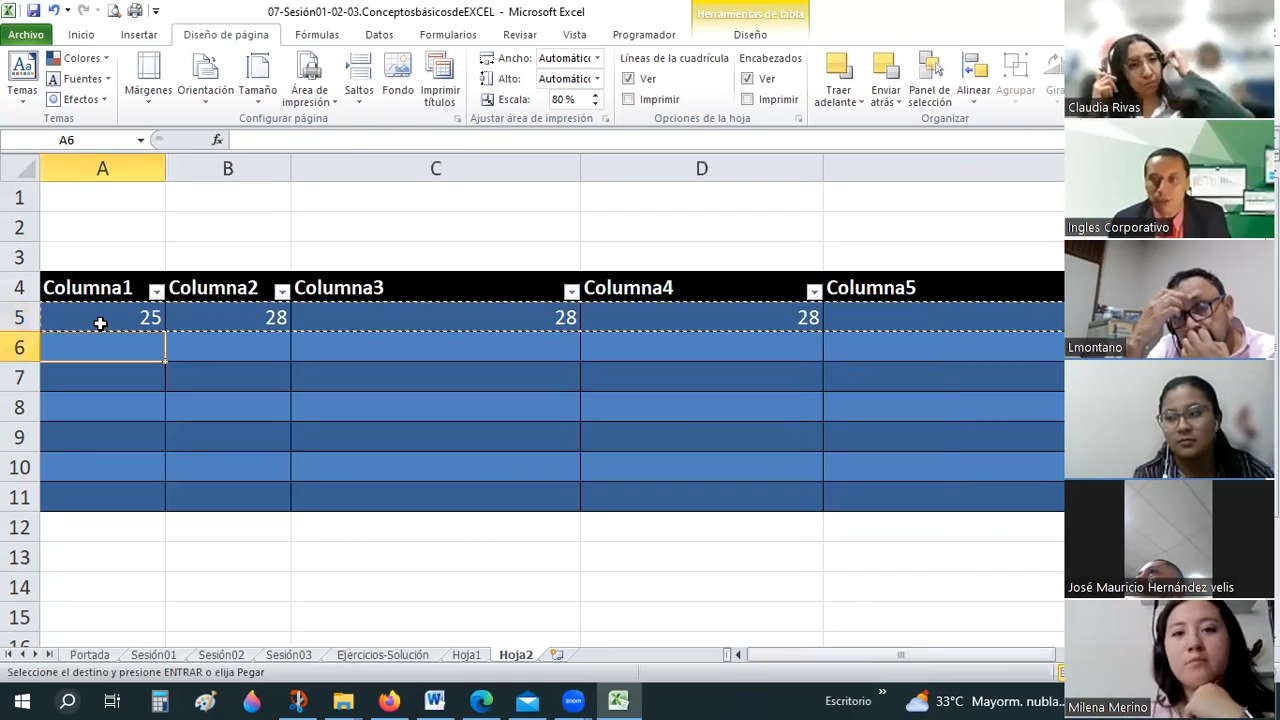 07-Sesión01-02-03.ConceptosbásicosdeEXCEL - Microsoft Excel
Herramientas de tabla
Archivo Inicio Insertar Diseño de página Fórmulas Datos Formularios Revisar Vista Programador Diseño
Temas
Colores
Fuentes
Efectos
Temas
Márgenes
Orientación
Tamaño
Área de impresión
Saltos
Fondo
Imprimir títulos
Configurar página
Ancho: Automátic
Alto: Automátic
Escala: 80 %
Ajustar área de impresión
Líneas de la cuadrícula
Ver
Imprimir
Encabezados
Ver
Imprimir
Opciones de la hoja
Traer adelante
Enviar atrás
Panel de selección
Alinear
Agrupar
Organizar
A6
fx
A B C D
1
2
3
4 Columna1 Columna2 Columna3 Columna4 Columna5
5 25 28 28 28
6
7
8
9
10
11
12
13
14
15
16
Portada Sesión01 Sesión02 Sesión03 Ejercicios-Solución Hoja1 Hoja2
Seleccione el destino y presione ENTRAR o elija Pegar
zoom
Escritorio
33°C Mayorm. nubla...
Claudia Rivas
Ingles Corporativo
Lmontano
José Mauricio Hernández velis
Milena Merino